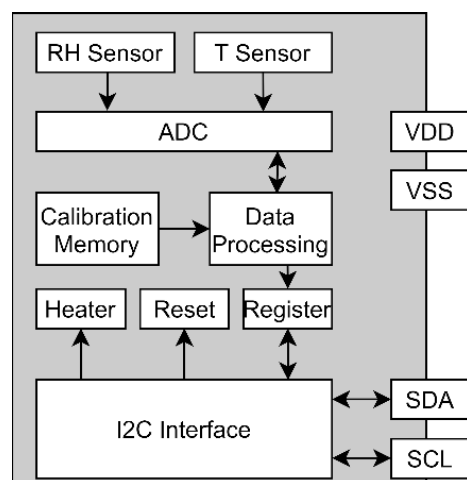 RH Sensor
T Sensor
ADC
VDD
VSS
Calibration
Memory
Data
Processing
Heater
Reset
Register
I2C Interface
SDA
SCL